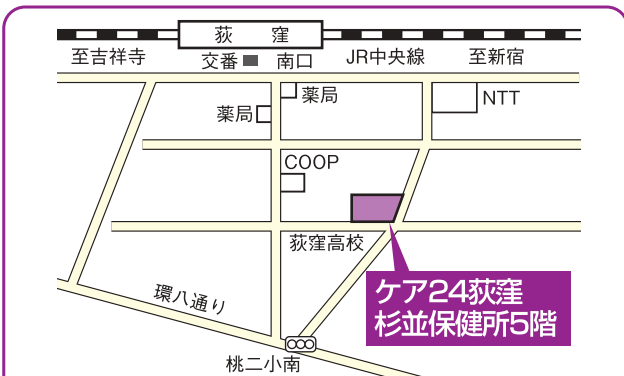 荻窪
至吉祥寺
交番
南口
JR中央線
至新宿
薬局
薬局
NTT
COOP
荻窪高校
ケア24荻窪
杉並保健所5階
環八通り
桃二小南